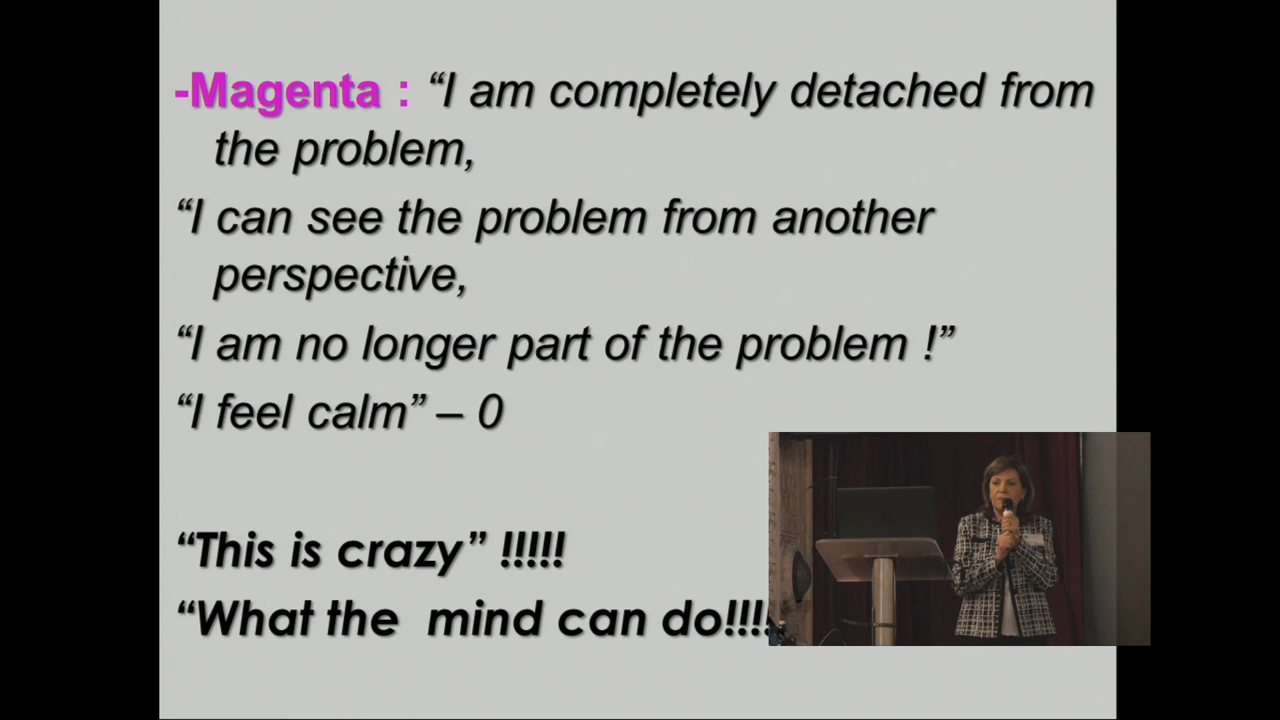 -Magenta : “I am completely detached from
the problem,
“I can see the problem from another
perspective,
“I am no longer part of the problem !”
“I feel calm” – 0
“This is crazy” !!!!!
“What the  mind can do!!!!